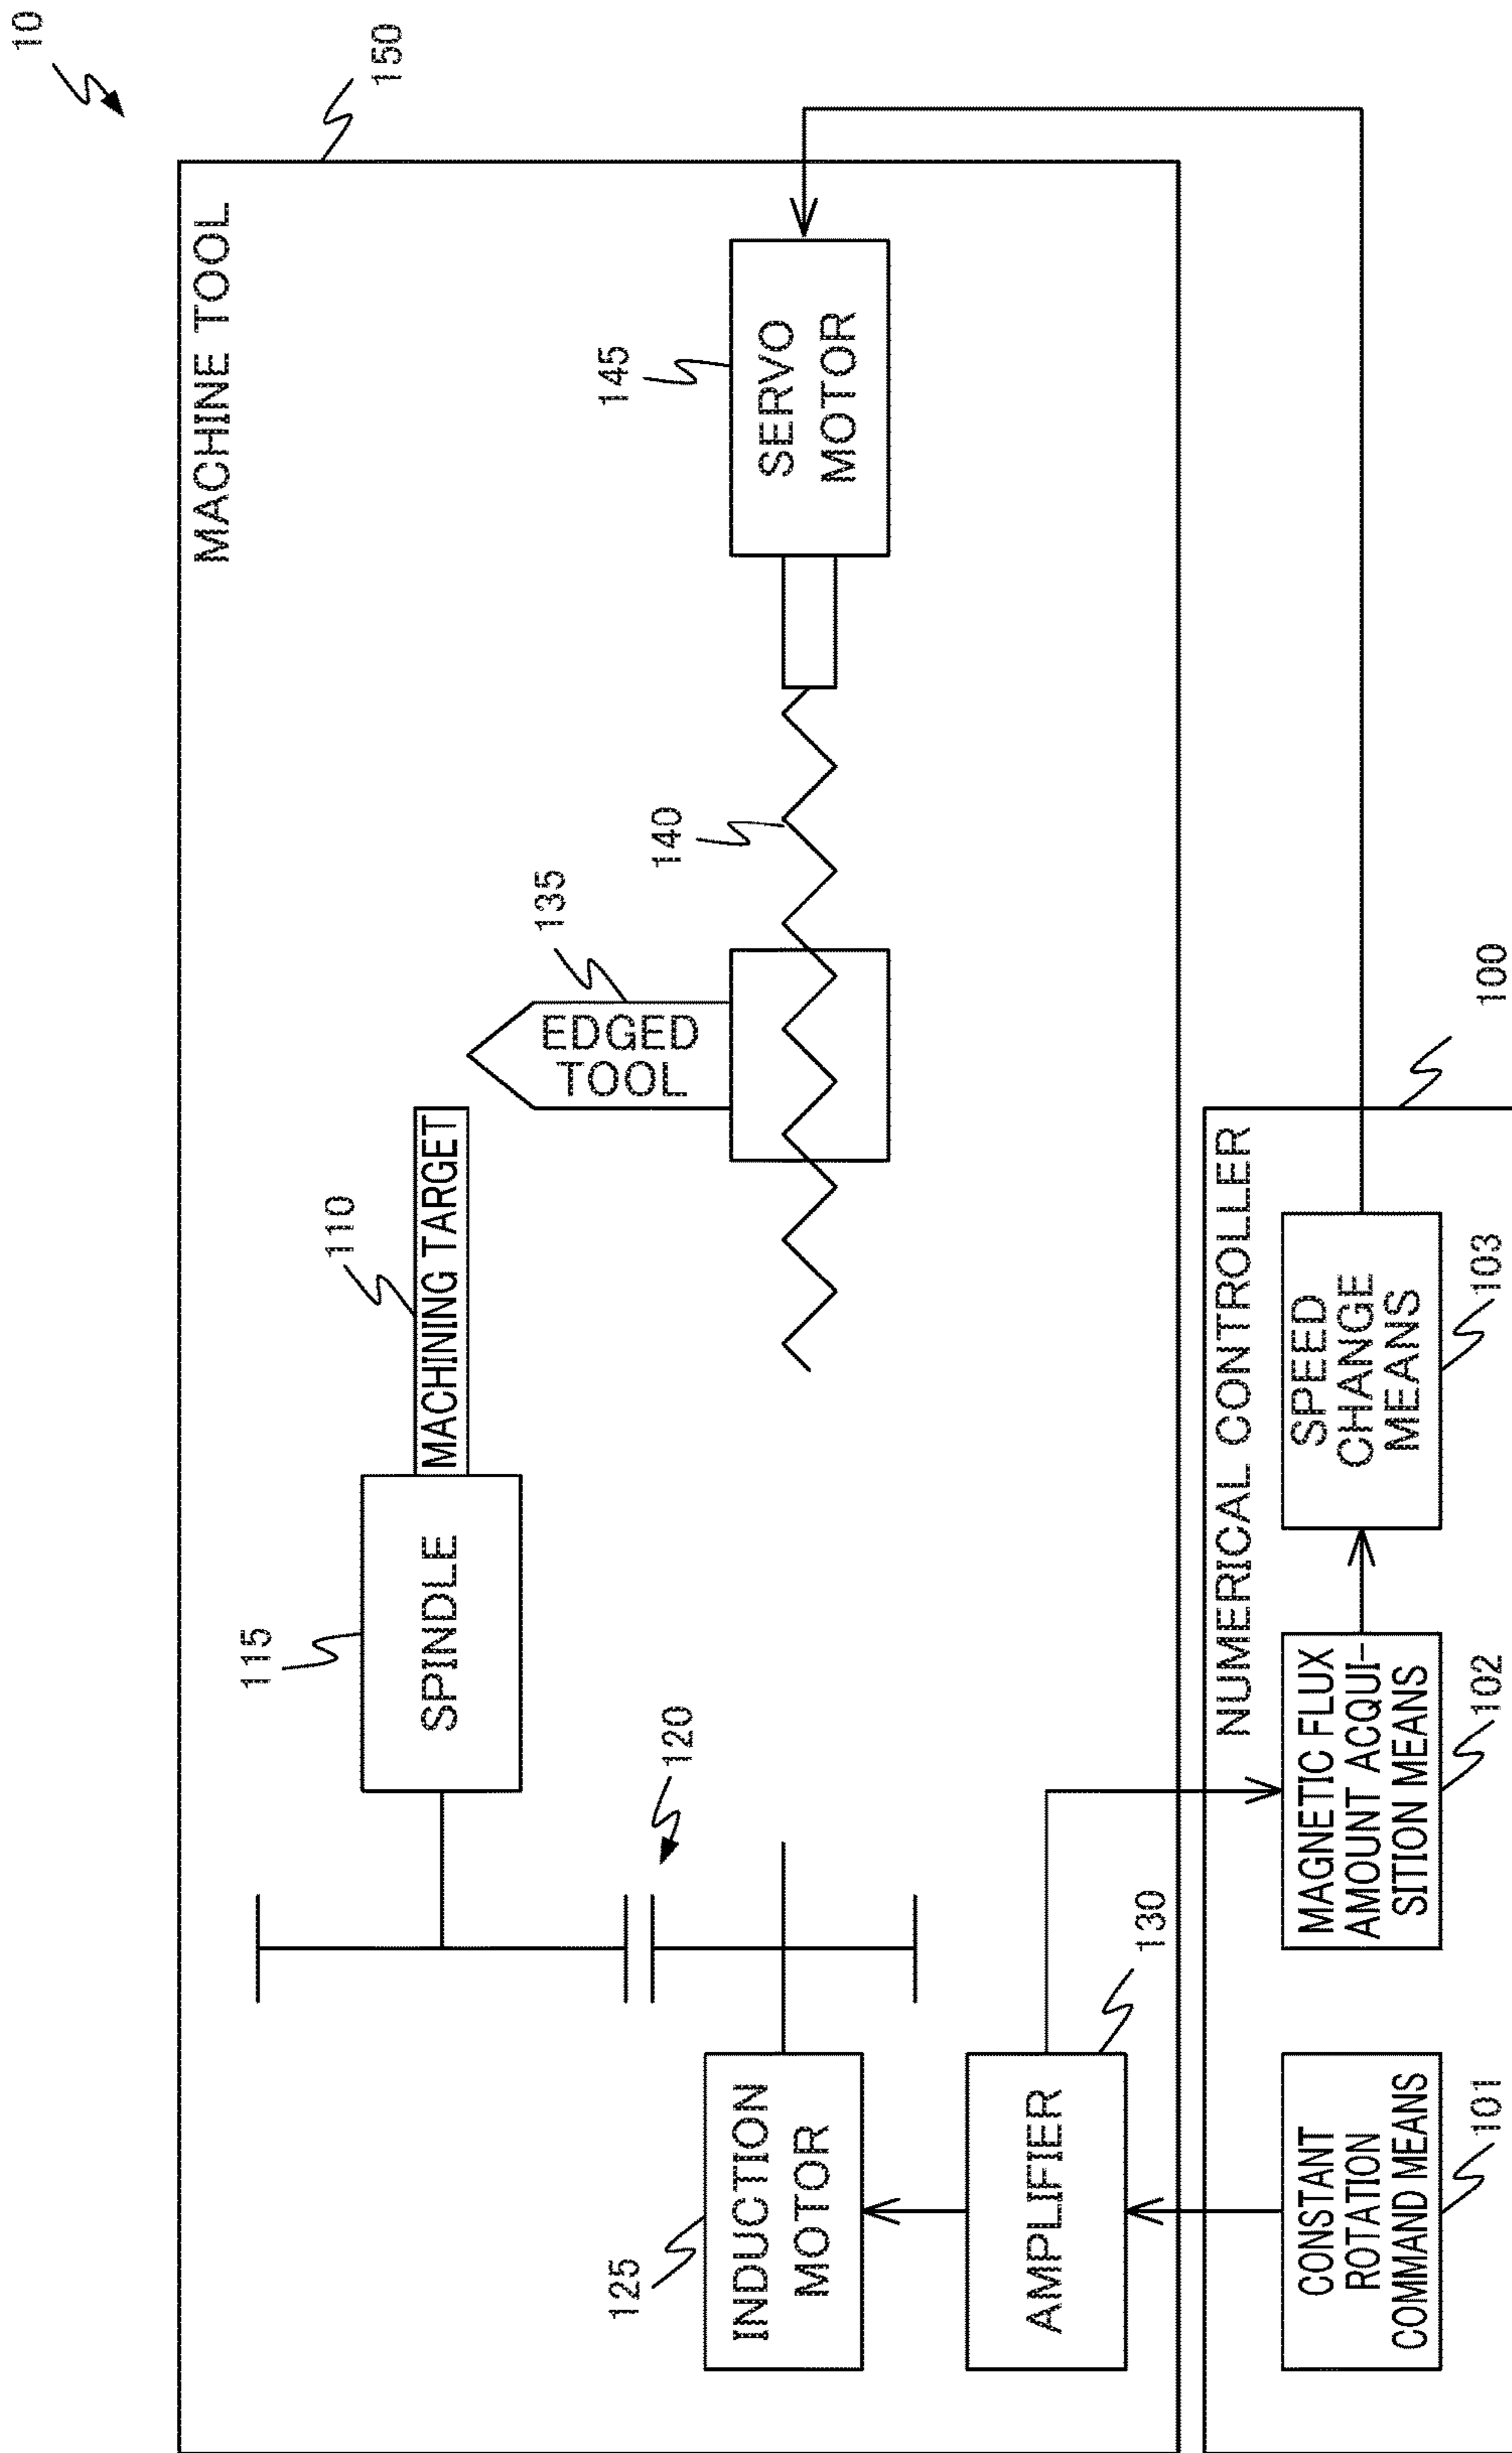 10
150
MACHINE TOOL
110
115
SPINDLE
MACHINING TARGET
135
EDGED
TOOL
140
145
SERVO
MOTOR
120
125
INDUCTION
MOTOR
130
AMPLIFIER
100
NUMERICAL CONTROLLER
CONSTANT
ROTATION
COMMAND MEANS
101
MAGNETIC FLUX
AMOUNT ACQUI-
SITION MEANS
102
SPEED
CHANGE
MEANS
103